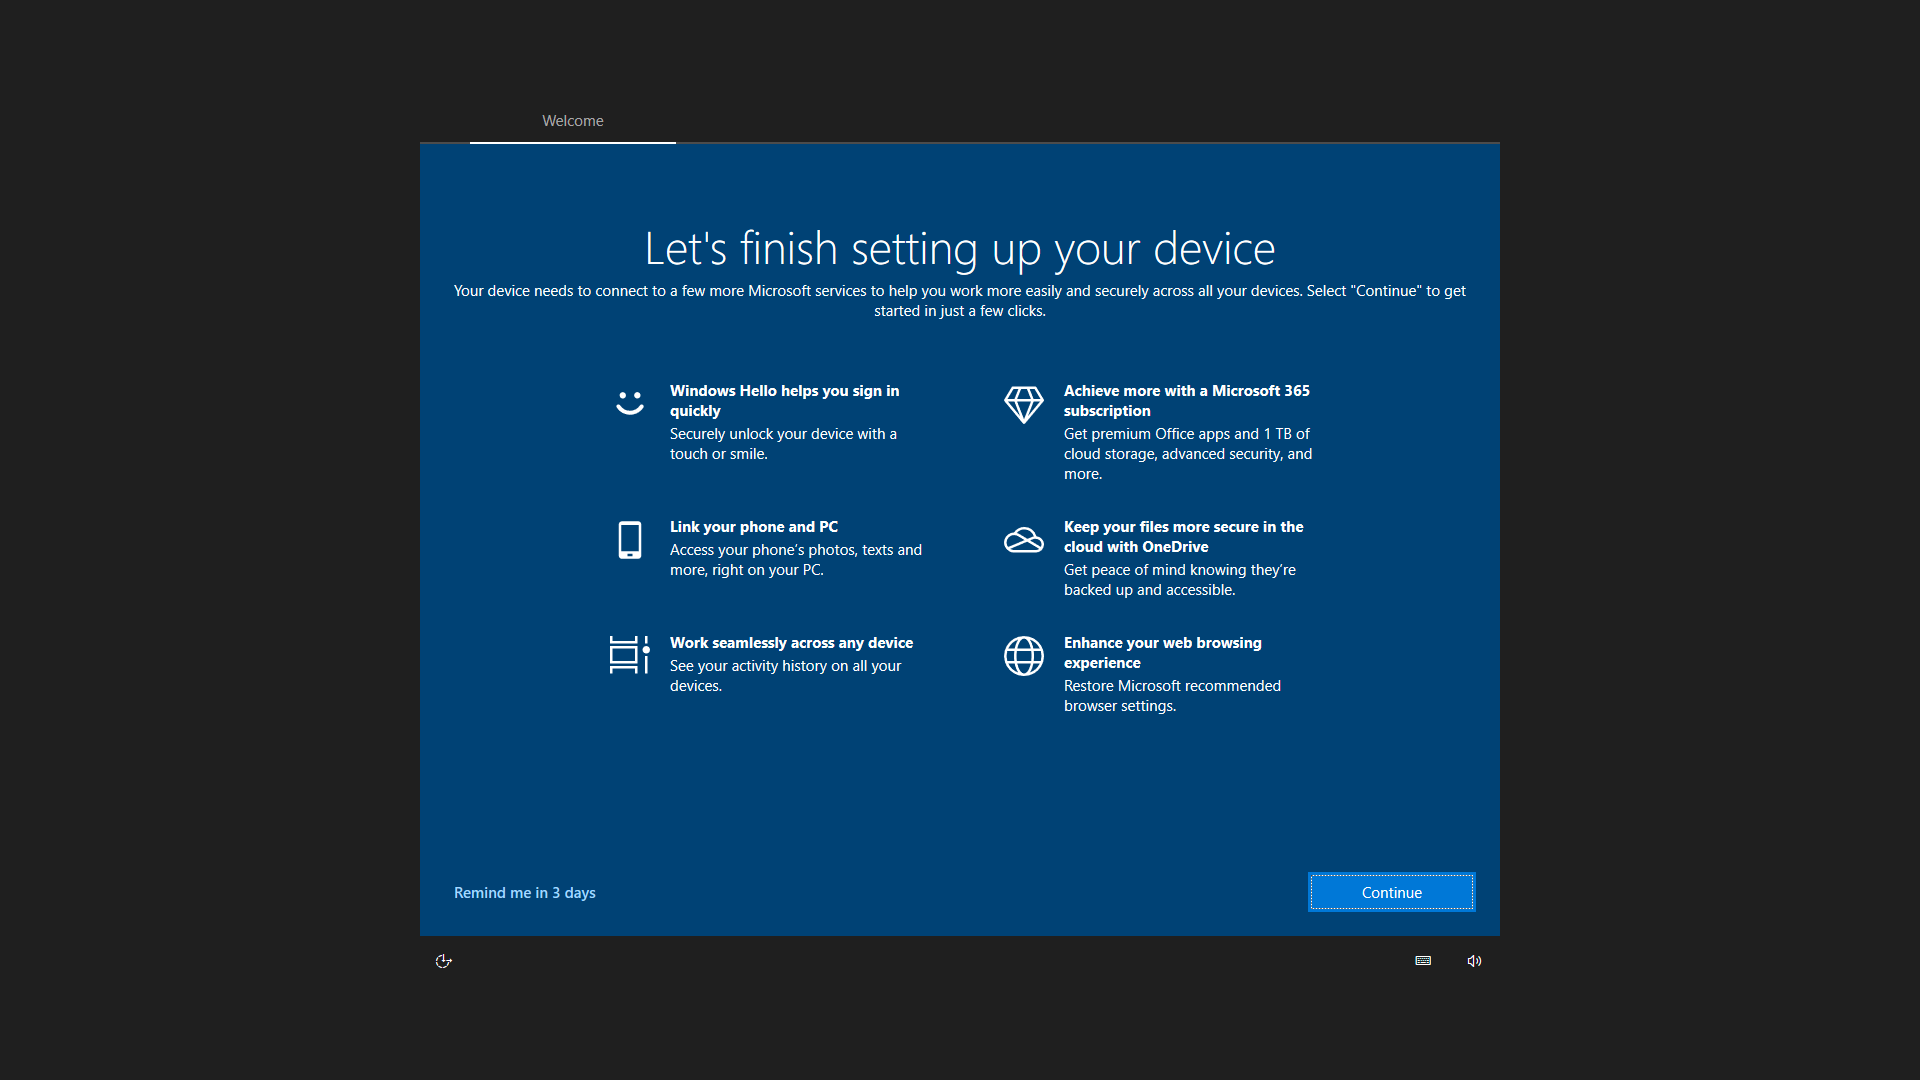 Welcome
Let's finish setting up your device
Your device needs to connect to a few more Microsoft services to help you work more easily and securely across all your devices. Select "Continue" to get
started in just a few clicks.
Windows Hello helps you sign in
quickly
Securely unlock your device with a
touch or smile.
Achieve more with a Microsoft 365
subscription
Get premium Office apps and 1 TB of
cloud storage, advanced security, and
more.
Link your phone and PC
Access your phone’s photos, texts and
more, right on your PC.
Keep your files more secure in the
cloud with OneDrive
Get peace of mind knowing they’re
backed up and accessible.
Work seamlessly across any device
See your activity history on all your
devices.
Enhance your web browsing
experience
Restore Microsoft recommended
browser settings.
Remind me in 3 days
Continue